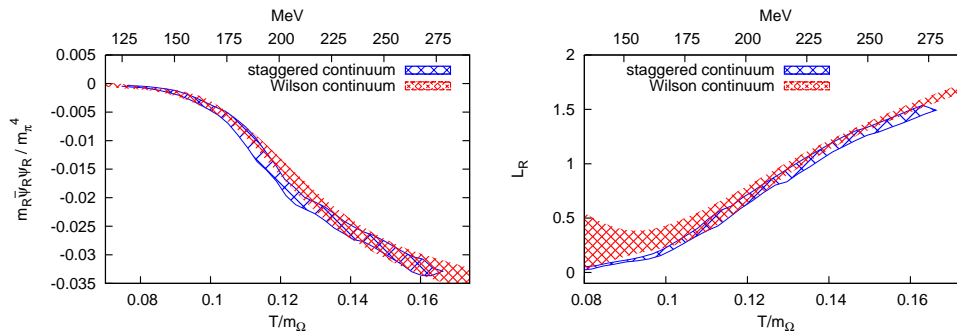 MeV
125 150 175 200 225 250 275
0.005
0
-0.005
-0.01
-0.015
-0.02
-0.025
-0.03
-0.035
m_R ψ̄_R ψ_R / m_π^4
staggered continuum
Wilson continuum
0.08 0.1 0.12 0.14 0.16
T/m_Ω
MeV
150 175 200 225 250 275
2
1.5
1
0.5
0
L_R
staggered continuum
Wilson continuum
0.08 0.1 0.12 0.14 0.16
T/m_Ω